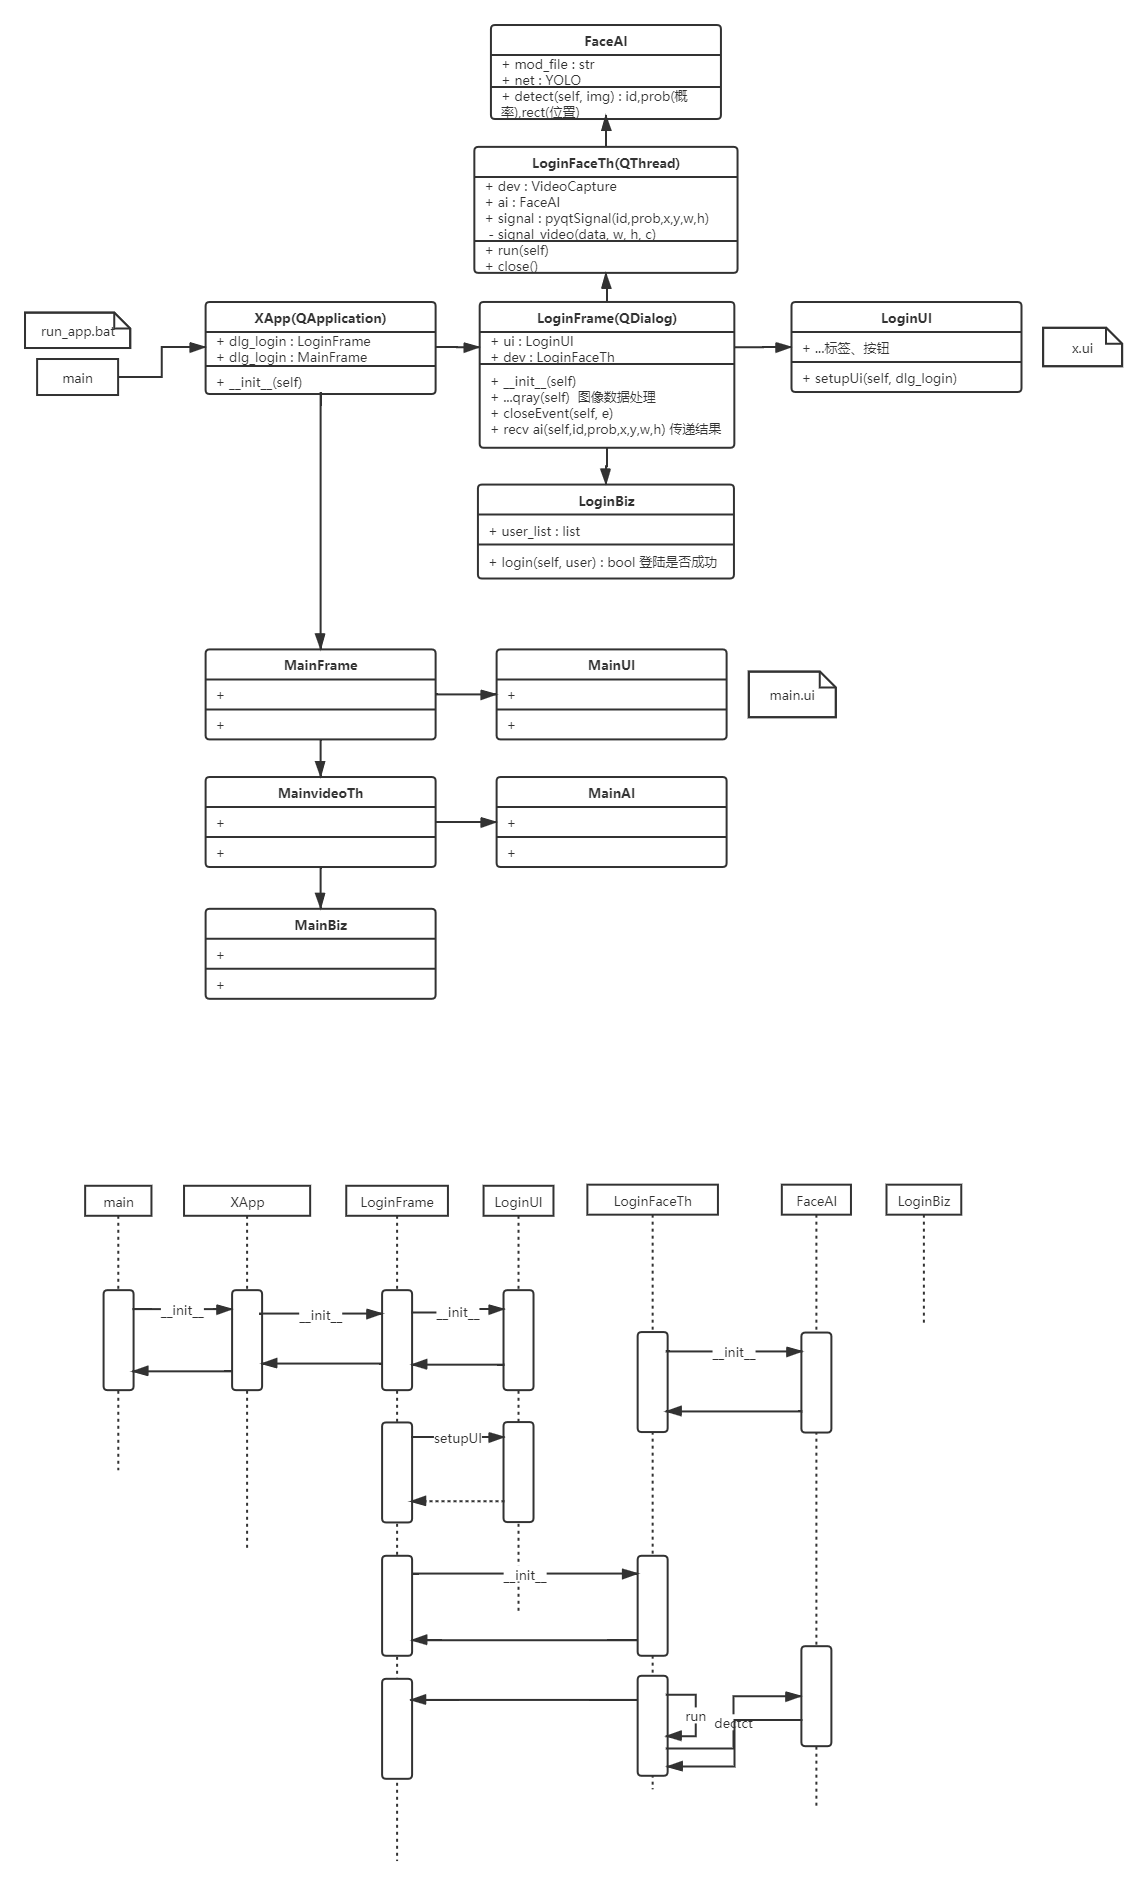 FaceAI
+ mod_file : str
+ net : YOLO
+ detect(self, img) : id,prob(概
率),rect(位置)
LoginFaceTh(QThread)
+ dev : VideoCapture
+ ai : FaceAI
+ signal : pyqtSignal(id,prob,x,y,w,h)
- signal_video(data, w, h, c)
+ run(self)
+ close()
run_app.bat
main
XApp(QApplication)
+ dlg_login : LoginFrame
+ dlg_login : MainFrame
+ __init__(self)
LoginFrame(QDialog)
+ ui : LoginUI
+ dev : LoginFaceTh
+ __init__(self)
+ ...qray(self)  图像数据处理
+ closeEvent(self, e)
+ recv ai(self,id,prob,x,y,w,h) 传递结果
LoginUI
+ ...标签、按钮
+ setupUi(self, dlg_login)
x.ui
LoginBiz
+ user_list : list
+ login(self, user) : bool 登陆是否成功
MainFrame
+
+
MainUI
+
+
main.ui
MainvideoTh
+
+
MainAI
+
+
MainBiz
+
+
main
XApp
LoginFrame
LoginUI
LoginFaceTh
FaceAI
LoginBiz
__init__
__init__
__init__
__init__
setupUI
__init__
run
dectct